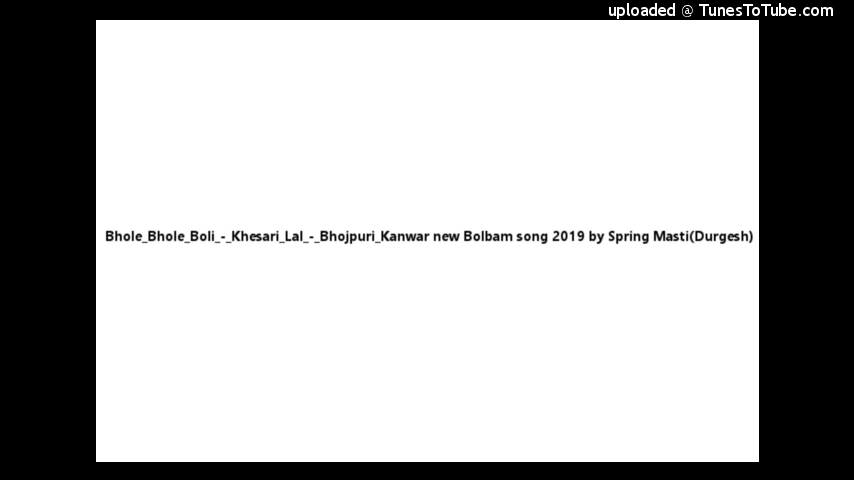 uploaded @ TunesToTube.com
Bhole_Bhole_Boli_-_Khesari_Lal_-_Bhojpuri_Kanwar new Bolbam song 2019 by Spring Masti(Durgesh)